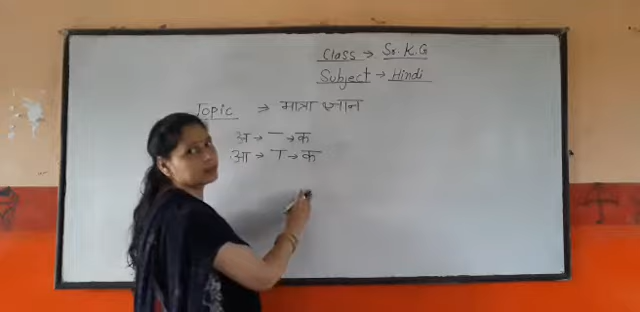 Class → Sr. K.G
Subject → Hindi
Topic → मात्रा ज्ञान
अ → – → क
आ → ा → क